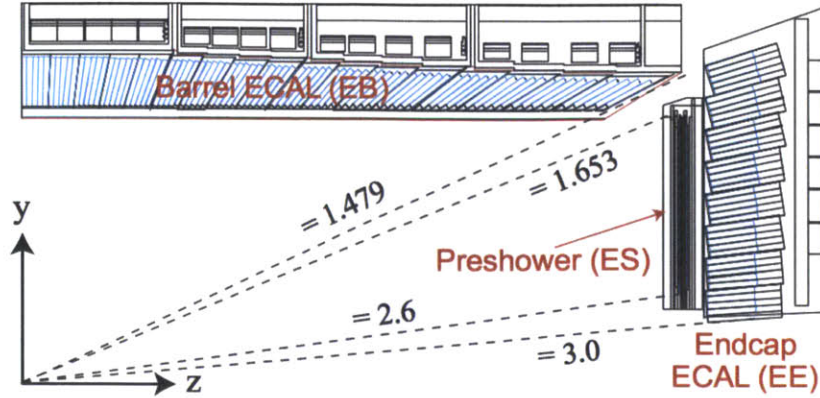 Barrel ECAL (EB)
y
= 1.479
= 1.653
Preshower (ES)
= 2.6
= 3.0
z
Endcap
ECAL (EE)